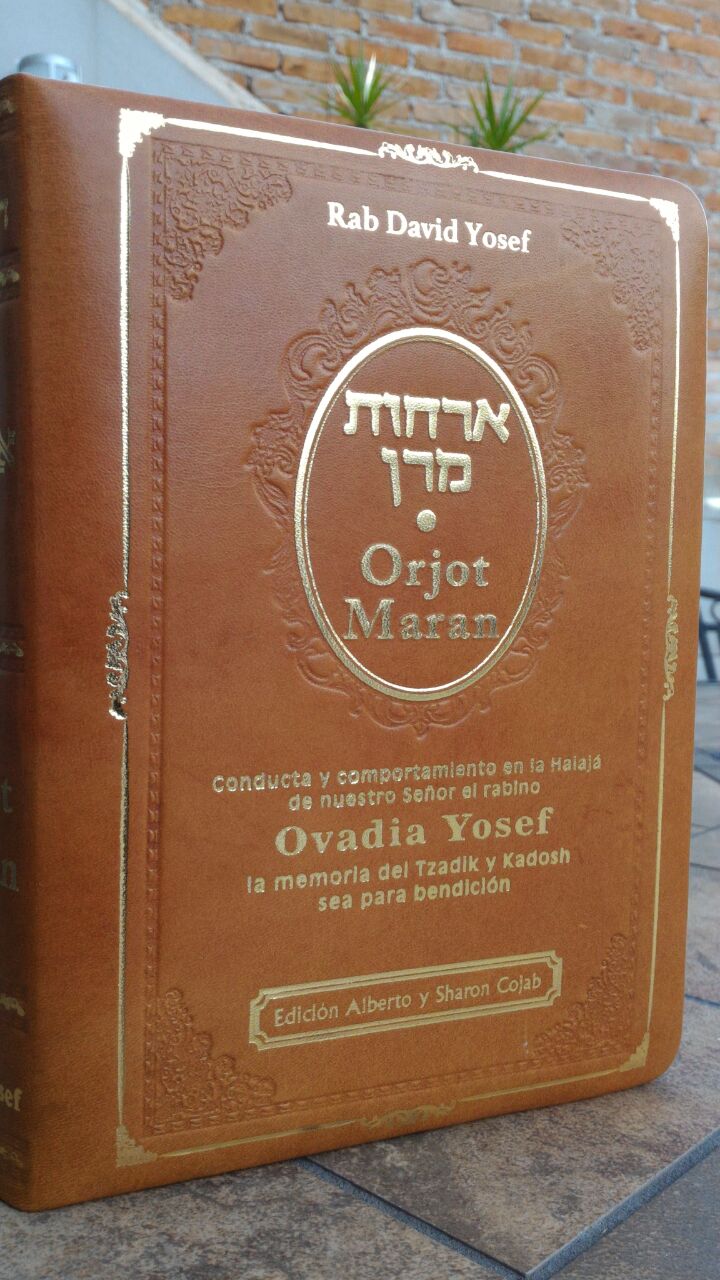 Rab David Yosef
ארחות
מרן
Orjot
Maran
Conducta y comportamiento en la Halajá
de nuestro Señor el rabino
Ovadia Yosef
la memoria del Tzadik y Kadosh
sea para bendición
Edición Alberto y Sharon Cojab